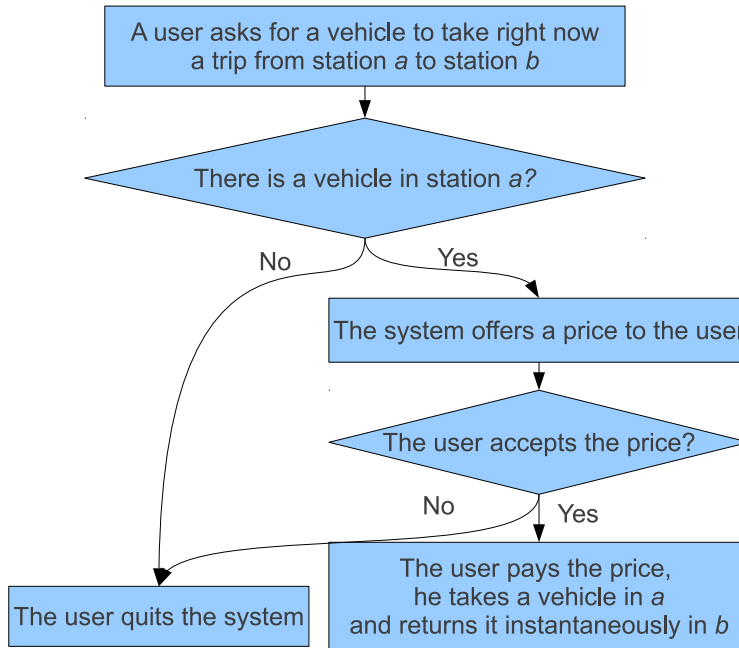 A user asks for a vehicle to take right now
a trip from station a to station b
There is a vehicle in station a?
No
Yes
The system offers a price to the user
The user accepts the price?
No
Yes
The user quits the system
The user pays the price,
he takes a vehicle in a
and returns it instantaneously in b